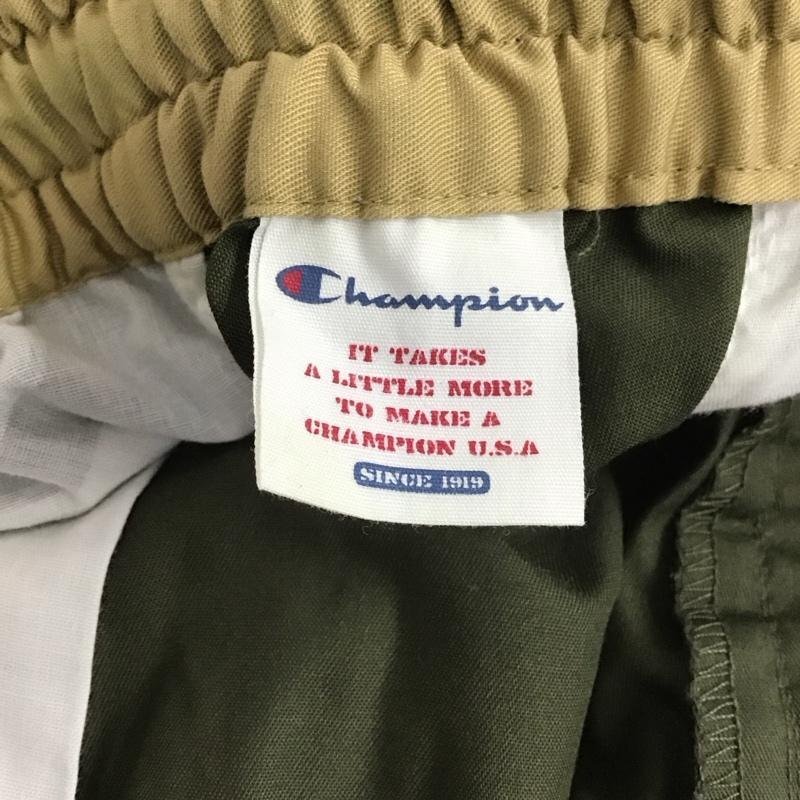 Champion
IT TAKES
A LITTLE MORE
TO MAKE A
CHAMPION U.S.A
SINCE 1919